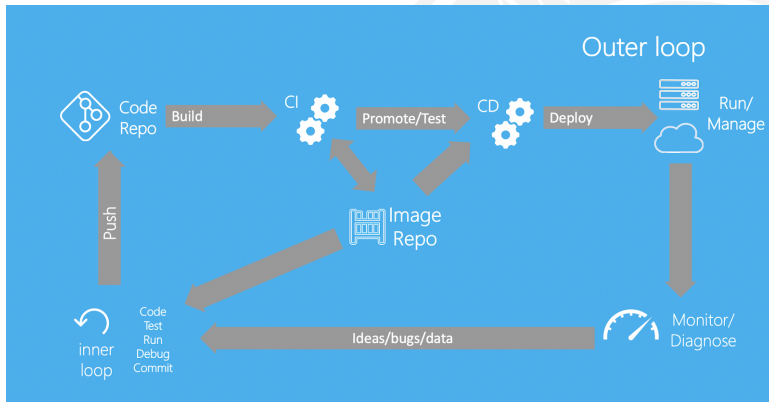 Outer loop
Code
Repo
Build
CI
Promote/Test
CD
Deploy
Run/
Manage
Push
Image
Repo
inner
loop
Code
Test
Run
Debug
Commit
Ideas/bugs/data
Monitor/
Diagnose